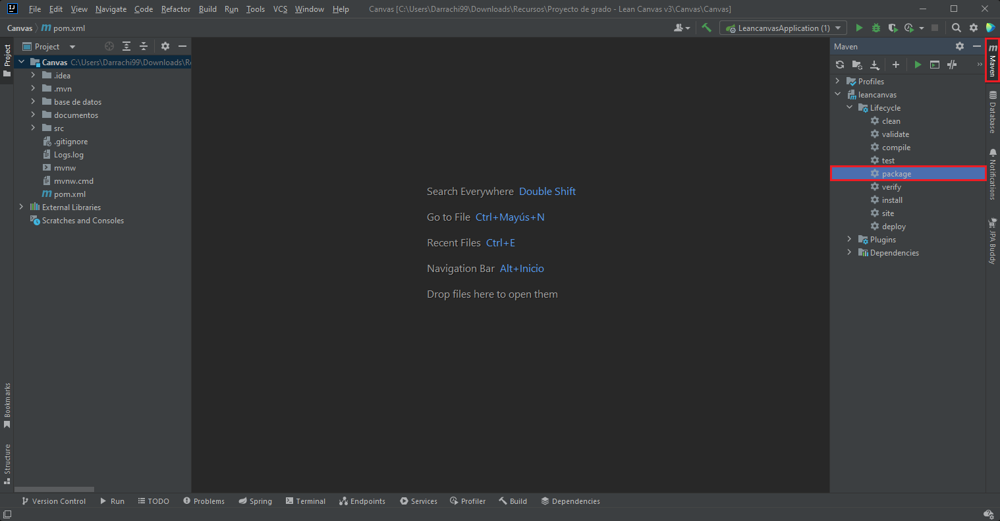 File Edit View Navigate Code Refactor Build Run Tools VCS Window Help Canvas [C:\Users\Darrachi99\Downloads\Recursos\Proyecto de grado - Lean Canvas v3\Canvas\Canvas]
Canvas m pom.xml LeancanvasApplication (1)
Project
Project
Maven
m Maven
Canvas C:\Users\Darrachi99\Downloads\Re
.idea
.mvn
base de datos
documentos
src
.gitignore
Logs.log
mvnw
mvnw.cmd
m pom.xml
External Libraries
Scratches and Consoles
Search Everywhere Double Shift
Go to File Ctrl+Mayús+N
Recent Files Ctrl+E
Navigation Bar Alt+Inicio
Drop files here to open them
Profiles
leancanvas
Lifecycle
clean
validate
compile
test
package
verify
install
site
deploy
Plugins
Dependencies
Database
Notifications
JPA Buddy
Bookmarks
Structure
Version Control Run TODO Problems Spring Terminal Endpoints Services Profiler Build Dependencies